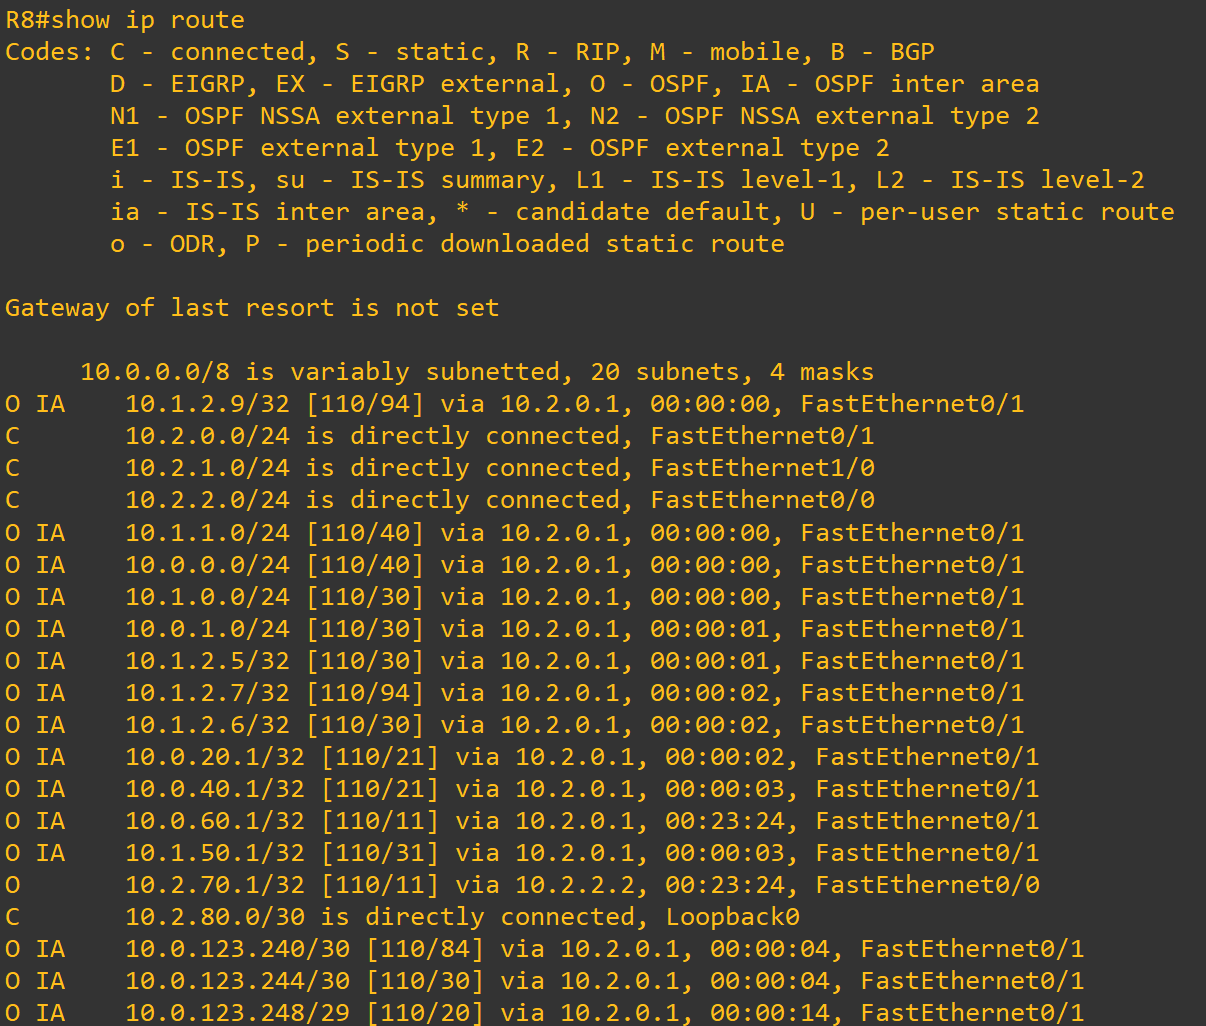 R8#show ip route
Codes: C - connected, S - static, R - RIP, M - mobile, B - BGP
       D - EIGRP, EX - EIGRP external, O - OSPF, IA - OSPF inter area
       N1 - OSPF NSSA external type 1, N2 - OSPF NSSA external type 2
       E1 - OSPF external type 1, E2 - OSPF external type 2
       i - IS-IS, su - IS-IS summary, L1 - IS-IS level-1, L2 - IS-IS level-2
       ia - IS-IS inter area, * - candidate default, U - per-user static route
       o - ODR, P - periodic downloaded static route

Gateway of last resort is not set

     10.0.0.0/8 is variably subnetted, 20 subnets, 4 masks
O IA    10.1.2.9/32 [110/94] via 10.2.0.1, 00:00:00, FastEthernet0/1
C       10.2.0.0/24 is directly connected, FastEthernet0/1
C       10.2.1.0/24 is directly connected, FastEthernet1/0
C       10.2.2.0/24 is directly connected, FastEthernet0/0
O IA    10.1.1.0/24 [110/40] via 10.2.0.1, 00:00:00, FastEthernet0/1
O IA    10.0.0.0/24 [110/40] via 10.2.0.1, 00:00:00, FastEthernet0/1
O IA    10.1.0.0/24 [110/30] via 10.2.0.1, 00:00:00, FastEthernet0/1
O IA    10.0.1.0/24 [110/30] via 10.2.0.1, 00:00:01, FastEthernet0/1
O IA    10.1.2.5/32 [110/30] via 10.2.0.1, 00:00:01, FastEthernet0/1
O IA    10.1.2.7/32 [110/94] via 10.2.0.1, 00:00:02, FastEthernet0/1
O IA    10.1.2.6/32 [110/30] via 10.2.0.1, 00:00:02, FastEthernet0/1
O IA    10.0.20.1/32 [110/21] via 10.2.0.1, 00:00:02, FastEthernet0/1
O IA    10.0.40.1/32 [110/21] via 10.2.0.1, 00:00:03, FastEthernet0/1
O IA    10.0.60.1/32 [110/11] via 10.2.0.1, 00:23:24, FastEthernet0/1
O IA    10.1.50.1/32 [110/31] via 10.2.0.1, 00:00:03, FastEthernet0/1
O       10.2.70.1/32 [110/11] via 10.2.2.2, 00:23:24, FastEthernet0/0
C       10.2.80.0/30 is directly connected, Loopback0
O IA    10.0.123.240/30 [110/84] via 10.2.0.1, 00:00:04, FastEthernet0/1
O IA    10.0.123.244/30 [110/30] via 10.2.0.1, 00:00:04, FastEthernet0/1
O IA    10.0.123.248/29 [110/20] via 10.2.0.1, 00:00:14, FastEthernet0/1